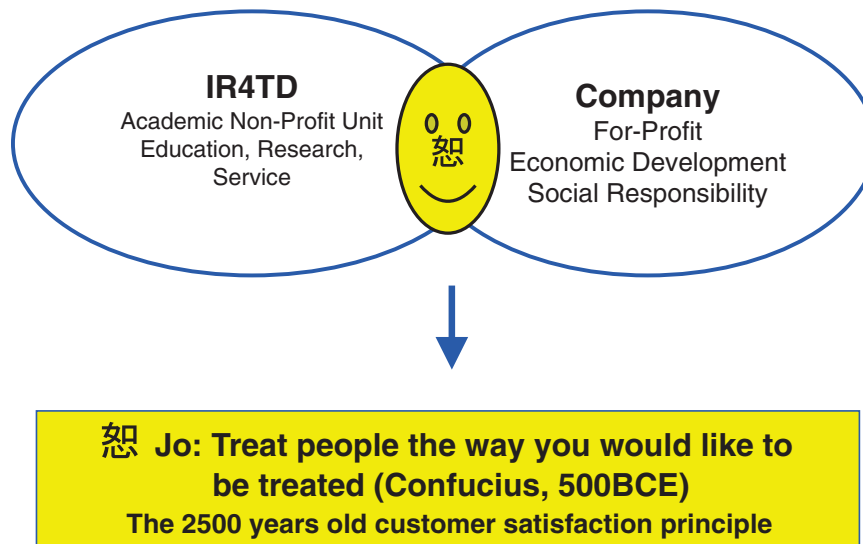 IR4TD
Academic Non-Profit Unit
Education, Research,
Service
恕
Company
For-Profit
Economic Development
Social Responsibility
恕 Jo: Treat people the way you would like to
be treated (Confucius, 500BCE)
The 2500 years old customer satisfaction principle